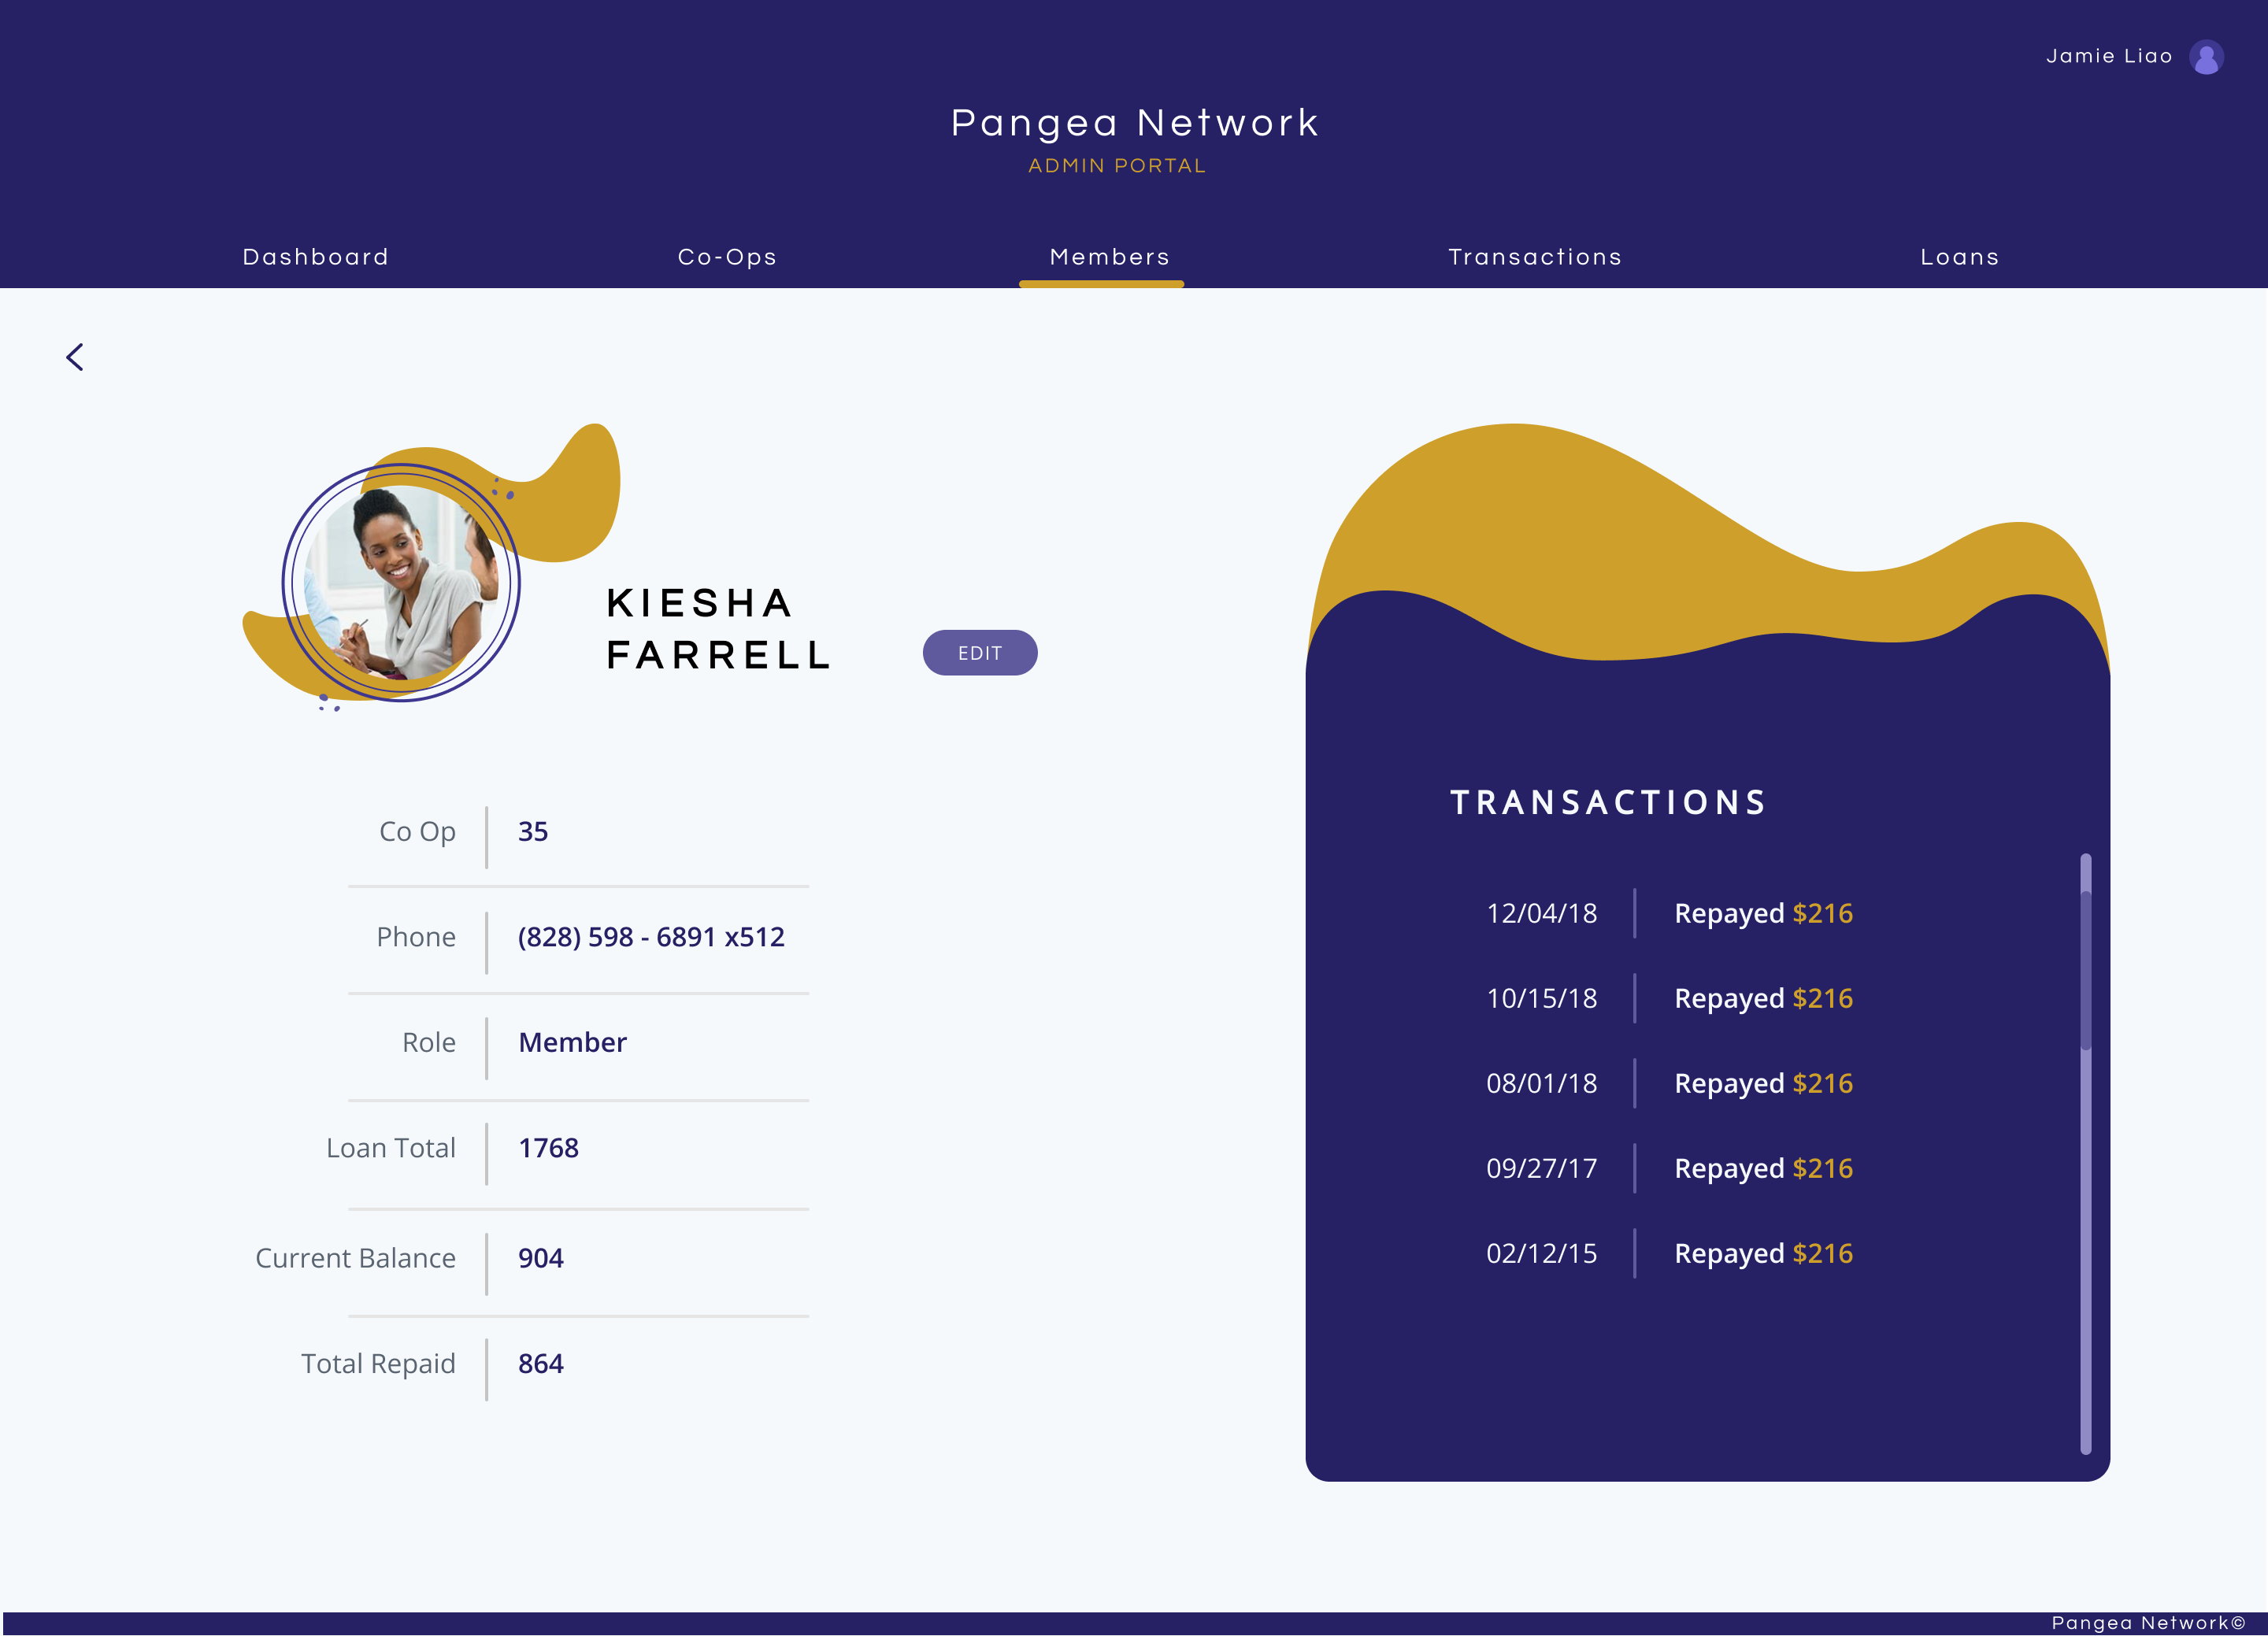 Jamie Liao
Pangea Network
ADMIN PORTAL
Dashboard Co-Ops Members Transactions Loans
KIESHA
FARRELL
EDIT
Co Op 35
Phone (828) 598 - 6891 x512
Role Member
Loan Total 1768
Current Balance 904
Total Repaid 864
TRANSACTIONS
12/04/18 Repayed $216
10/15/18 Repayed $216
08/01/18 Repayed $216
09/27/17 Repayed $216
02/12/15 Repayed $216
Pangea Network©